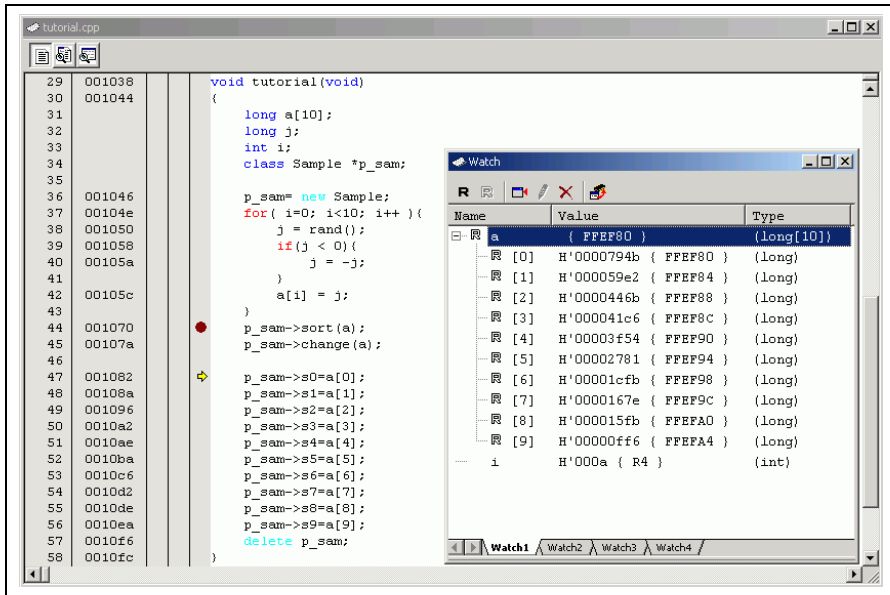 tutorial.cpp
29 001038 void tutorial(void)
30 001044 {
31 long a[10];
32 long j;
33 int i;
34 class Sample *p_sam;
35
36 001046 p_sam= new Sample;
37 00104e for( i=0; i<10; i++ ){
38 001050 j = rand();
39 001058 if(j < 0){
40 00105a j = -j;
41 }
42 00105c a[i] = j;
43 }
44 001070 p_sam->sort(a);
45 00107a p_sam->change(a);
46
47 001082 p_sam->s0=a[0];
48 00108a p_sam->s1=a[1];
49 001096 p_sam->s2=a[2];
50 0010a2 p_sam->s3=a[3];
51 0010ae p_sam->s4=a[4];
52 0010ba p_sam->s5=a[5];
53 0010c6 p_sam->s6=a[6];
54 0010d2 p_sam->s7=a[7];
55 0010de p_sam->s8=a[8];
56 0010ea p_sam->s9=a[9];
57 0010f6 delete p_sam;
58 0010fc }
Watch
R R
Name Value Type
R a { FFEF80 } (long[10])
R [0] H'0000794b { FFEF80 } (long)
R [1] H'000059e2 { FFEF84 } (long)
R [2] H'0000446b { FFEF88 } (long)
R [3] H'000041c6 { FFEF8C } (long)
R [4] H'00003f54 { FFEF90 } (long)
R [5] H'00002781 { FFEF94 } (long)
R [6] H'00001cfb { FFEF98 } (long)
R [7] H'0000167e { FFEF9C } (long)
R [8] H'000015fb { FFEFA0 } (long)
R [9] H'00000ff6 { FFEFA4 } (long)
i H'000a { R4 } (int)
Watch1 Watch2 Watch3 Watch4